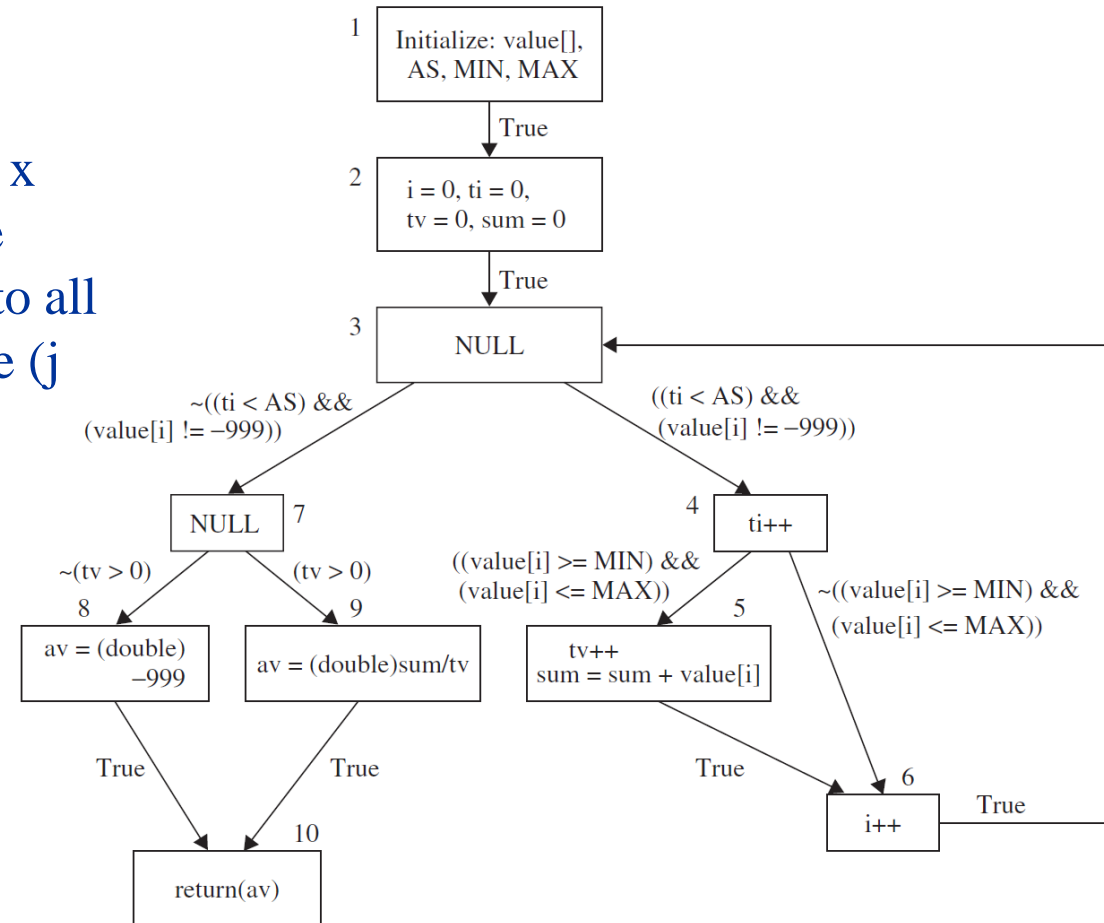 1
Initialize: value[],
AS, MIN, MAX
True
x
2
i = 0, ti = 0,
tv = 0, sum = 0
to all
True
3
NULL
(j
~((ti < AS) &&
(value[i] != −999))
((ti < AS) &&
(value[i] != −999))
NULL
7
4
ti++
~(tv > 0)
(tv > 0)
((value[i] >= MIN) &&
(value[i] <= MAX))
~((value[i] >= MIN) &&
(value[i] <= MAX))
8
9
5
av = (double)
−999
av = (double)sum/tv
tv++
sum = sum + value[i]
True
True
True
6
i++
True
10
return(av)